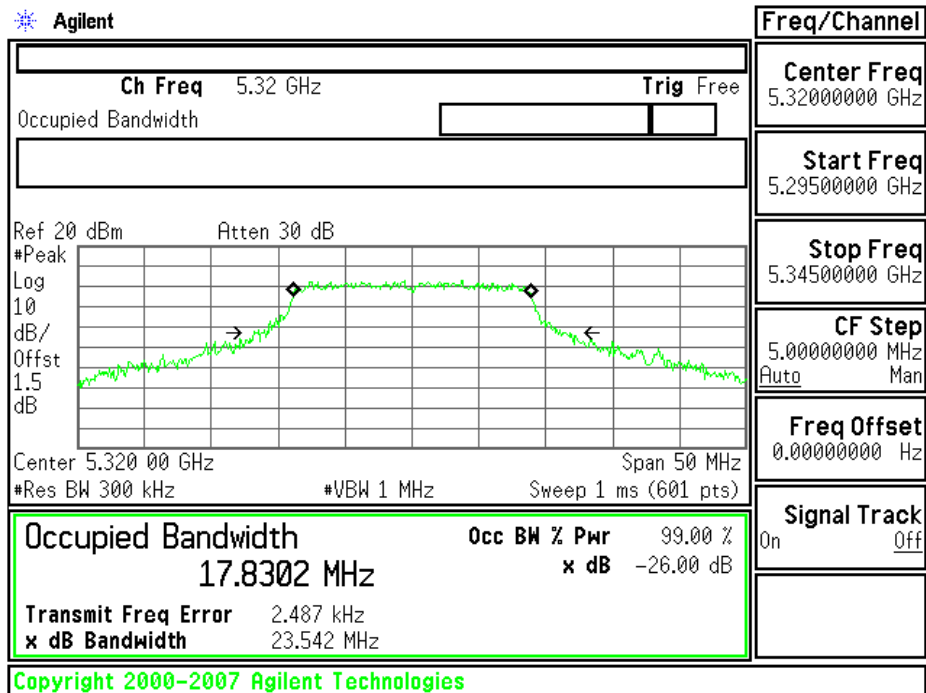 Agilent
Freq/Channel
Ch Freq 5.32 GHz Trig Free
Occupied Bandwidth
Center Freq
5.32000000 GHz
Start Freq
5.29500000 GHz
Stop Freq
5.34500000 GHz
CF Step
5.00000000 MHz
Auto Man
Freq Offset
0.00000000 Hz
Signal Track
On Off
Ref 20 dBm Atten 30 dB
#Peak
Log
10
dB/
Offst
1.5
dB
Center 5.320 00 GHz Span 50 MHz
#Res BW 300 kHz #VBW 1 MHz Sweep 1 ms (601 pts)
Occupied Bandwidth
17.8302 MHz
Occ BW % Pwr 99.00 %
x dB -26.00 dB
Transmit Freq Error 2.487 kHz
x dB Bandwidth 23.542 MHz
Copyright 2000-2007 Agilent Technologies